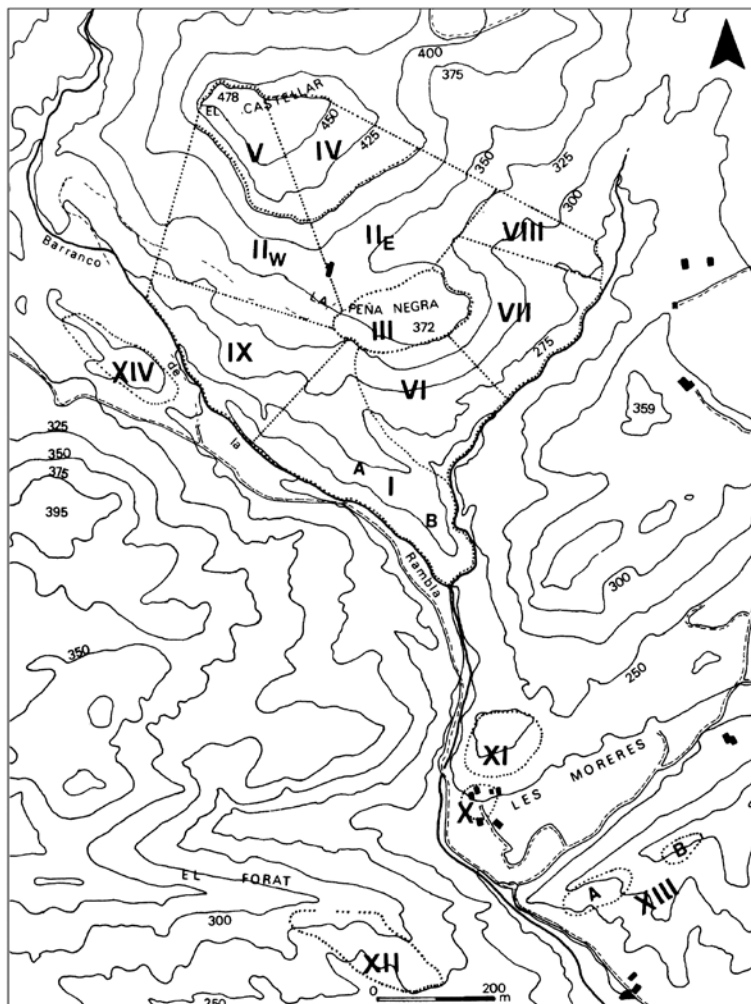 400
478
375
EL CASTELLAR
450
V
IV
425
350
325
300
VIII
II W
II E
Barranco
LA PEÑA NEGRA
III
372
VII
IX
275
XIV
de
VI
359
325
350
la
A
I
375
395
B
Rambla
300
350
250
XI
LES MORERES
X
EL FORAT
B
A
XIII
300
XII
0 200
m
250